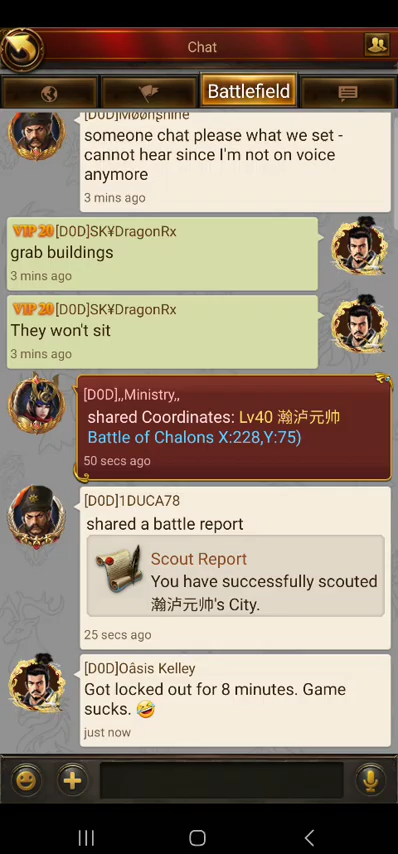 Chat
Battlefield
[D0D]Møønşhine
someone chat please what we set -
cannot hear since I'm not on voice
anymore
3 mins ago
VIP 20 [D0D]SK¥DragonRx
grab buildings
3 mins ago
VIP 20 [D0D]SK¥DragonRx
They won't sit
3 mins ago
[D0D],,Ministry,,
shared Coordinates: Lv40 瀚泸元帅
Battle of Chalons X:228,Y:75)
50 secs ago
[D0D]1DUCA78
shared a battle report
Scout Report
You have successfully scouted
瀚泸元帅's City.
25 secs ago
[D0D]Oâsis Kelley
Got locked out for 8 minutes. Game
sucks. 🤣
just now